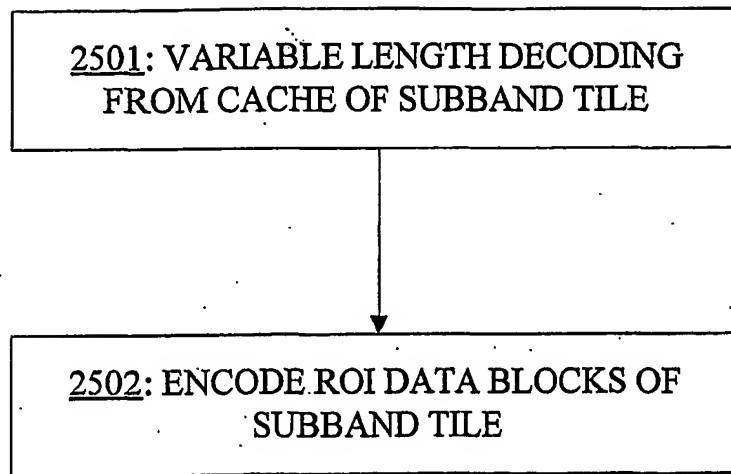 2501: VARIABLE LENGTH DECODING
FROM CACHE OF SUBBAND TILE
2502: ENCODE ROI DATA BLOCKS OF
SUBBAND TILE